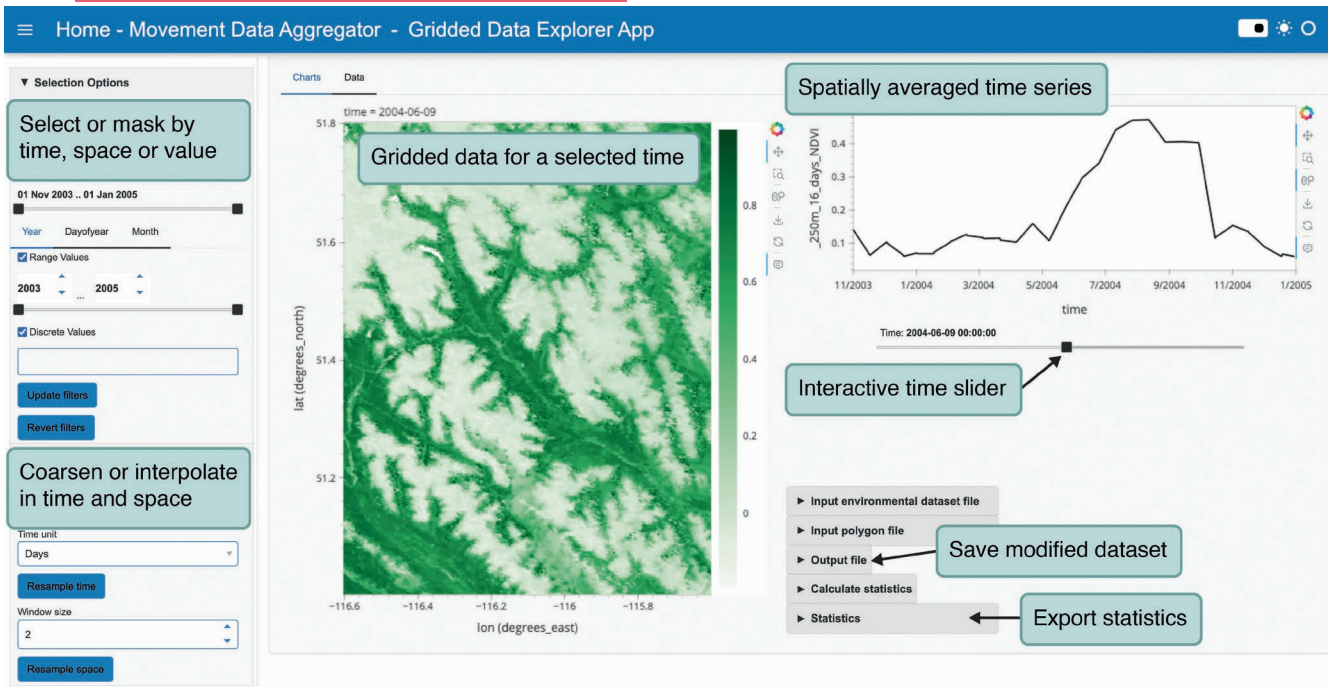 Home - Movement Data Aggregator - Gridded Data Explorer App
▼ Selection Options
Select or mask by
time, space or value
01 Nov 2003 .. 01 Jan 2005
Year Dayofyear Month
Range Values
2003 ... 2005
Discrete Values
Update filters
Revert filters
Coarsen or interpolate
in time and space
Time unit
Days
Resample time
Window size
2
Resample space
Charts Data
time = 2004-06-09
Gridded data for a selected time
51.8
51.6
51.4
51.2
lat (degrees_north)
−116.6 −116.4 −116.2 −116 −115.8
lon (degrees_east)
0.8
0.6
0.4
0.2
0
Spatially averaged time series
_250m_16_days_NDVI
0.4
0.3
0.2
0.1
11/2003 1/2004 3/2004 5/2004 7/2004 9/2004 11/2004 1/2005
time
Time: 2004-06-09 00:00:00
Interactive time slider
► Input environmental dataset file
► Input polygon file
► Output file
Save modified dataset
► Calculate statistics
► Statistics
Export statistics